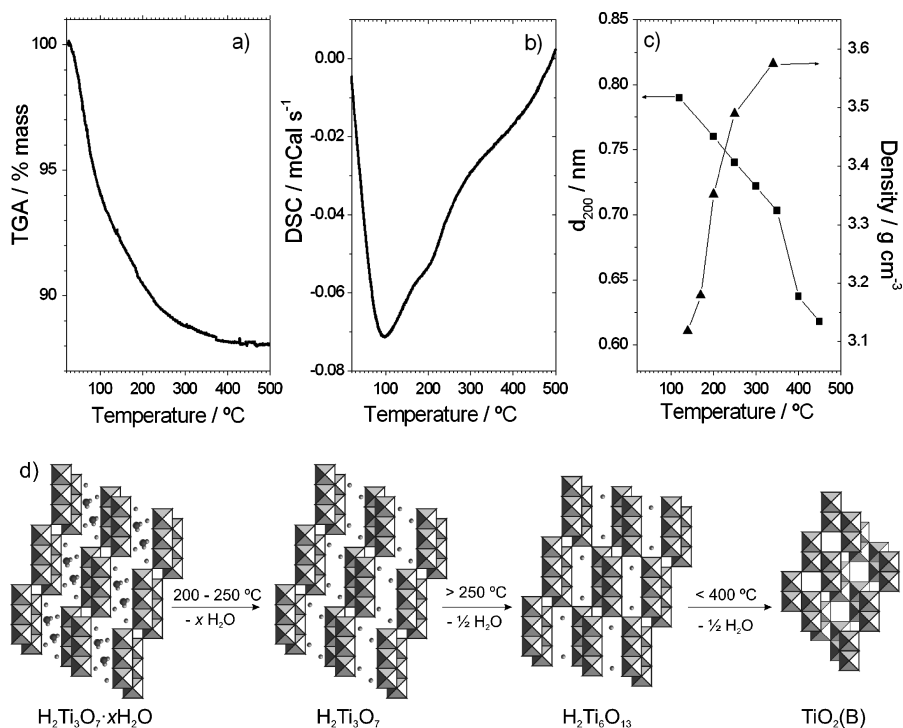 a)
TGA / % mass
100
95
90
100 200 300 400 500
Temperature / ºC
b)
DSC / mCal s⁻¹
0.00
-0.02
-0.04
-0.06
-0.08
100 200 300 400 500
Temperature / ºC
c)
d₂₀₀ / nm
0.85
0.80
0.75
0.70
0.65
0.60
3.6
3.5
3.4
3.3
3.2
3.1
Density / g cm⁻³
100 200 300 400 500
Temperature / ºC
d)
200 - 250 ºC
- x H₂O
> 250 ºC
- ½ H₂O
< 400 ºC
- ½ H₂O
H₂Ti₃O₇·xH₂O
H₂Ti₃O₇
H₂Ti₆O₁₃
TiO₂(B)